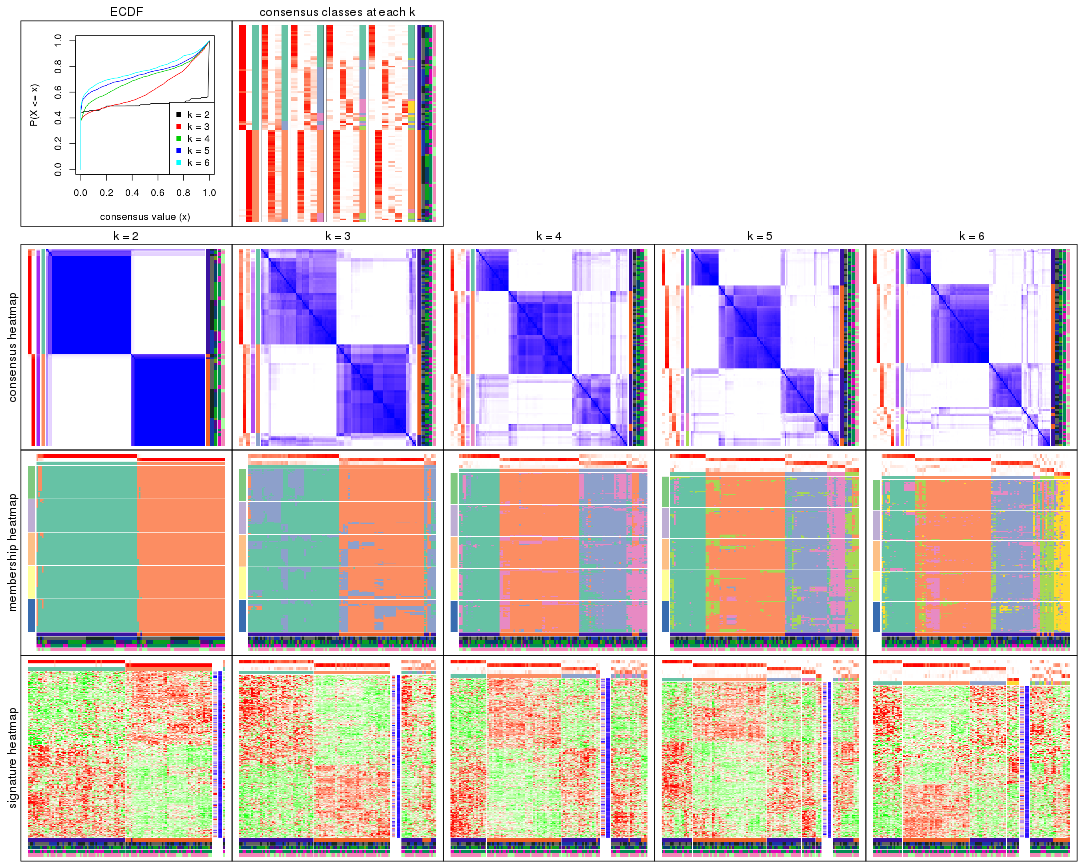 ECDF
consensus classes at each k
P(X <= x)
0.0 0.2 0.4 0.6 0.8 1.0
k = 2
k = 3
k = 4
k = 5
k = 6
0.0 0.2 0.4 0.6 0.8 1.0
consensus value (x)
k = 2
k = 3
k = 4
k = 5
k = 6
consensus heatmap
membership heatmap
signature heatmap